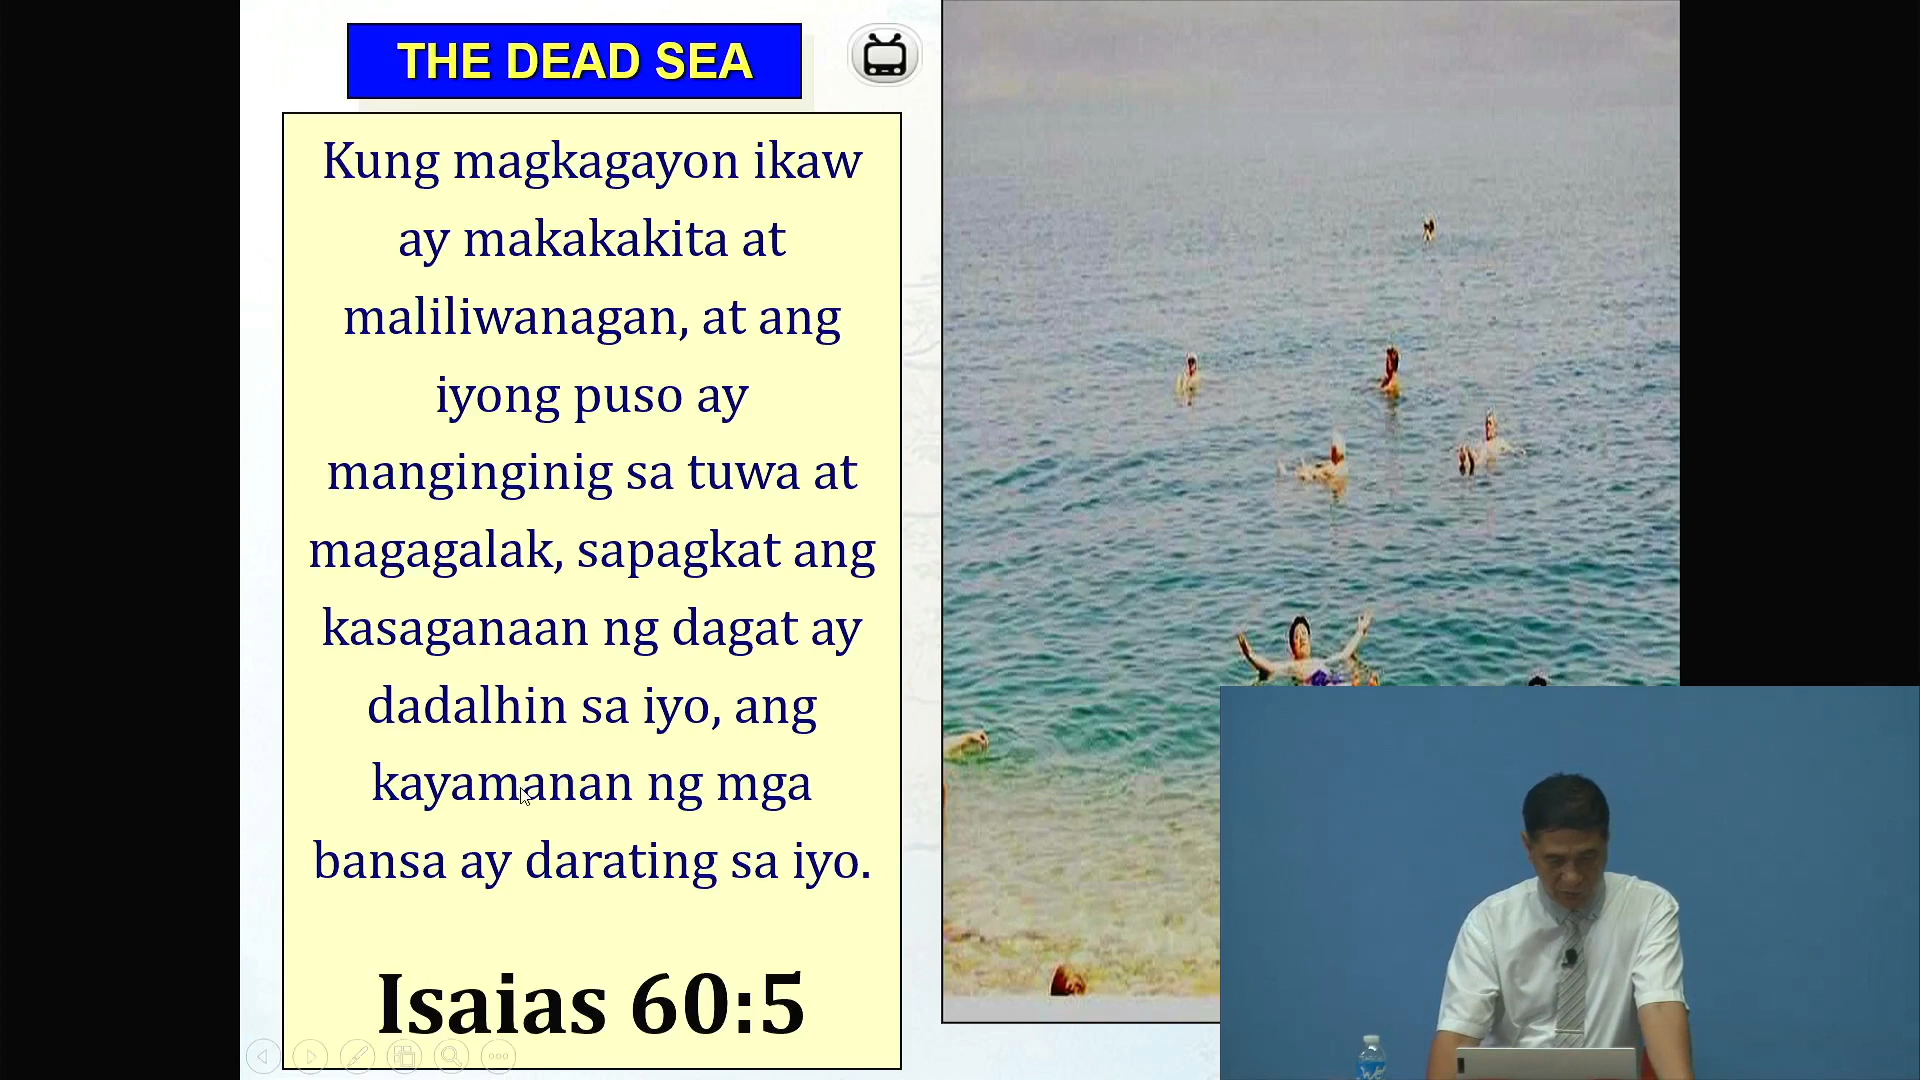 THE DEAD SEA
Kung magkagayon ikaw
ay makakakita at
maliliwanagan, at ang
iyong puso ay
manginginig sa tuwa at
magagalak, sapagkat ang
kasaganaan ng dagat ay
dadalhin sa iyo, ang
kayamanan ng mga
bansa ay darating sa iyo.
Isaias 60:5